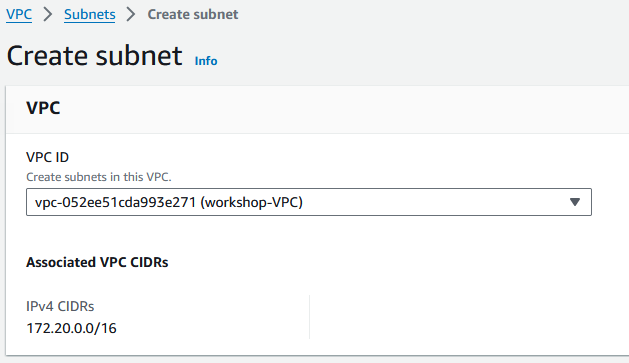 VPC > Subnets > Create subnet
Create subnet Info
VPC
VPC ID
Create subnets in this VPC.
vpc-052ee51cda993e271 (workshop-VPC)
Associated VPC CIDRs
IPv4 CIDRs
172.20.0.0/16